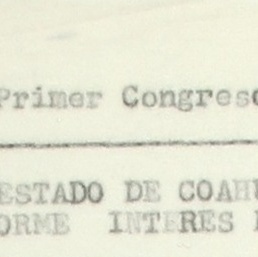 Primer Congreso
ESTADO DE COAHU
ORME INTERES